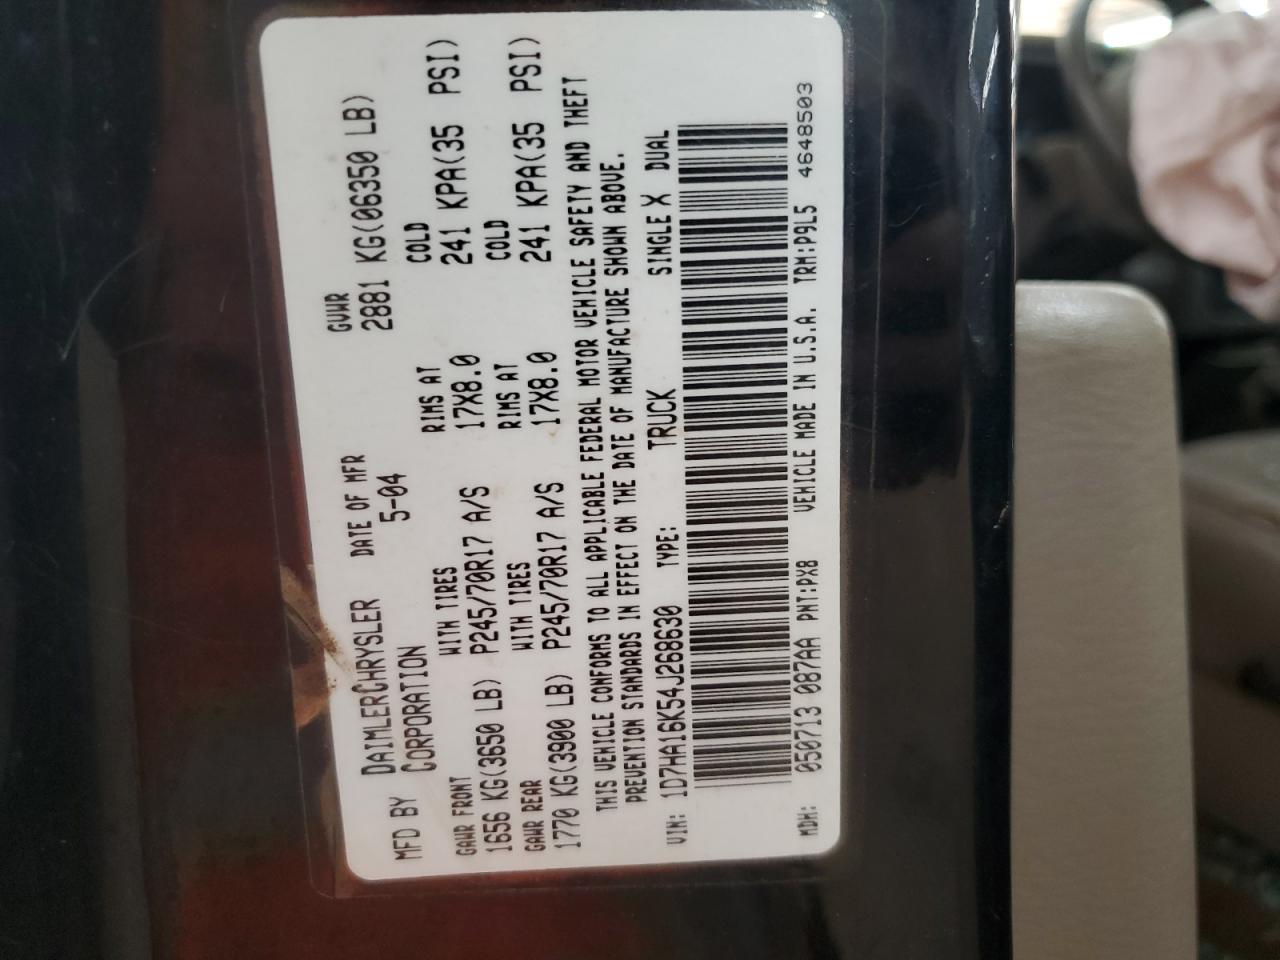 MFD BY DAIMLERCHRYSLER CORPORATION DATE OF MFR 5-04 GVWR 2881 KG(06350 LB)
GAWR FRONT WITH TIRES RIMS AT COLD
1656 KG(3650 LB) P245/70R17 A/S 17X8.0 241 KPA(35 PSI)
GAWR REAR WITH TIRES RIMS AT COLD
1770 KG(3900 LB) P245/70R17 A/S 17X8.0 241 KPA(35 PSI)
THIS VEHICLE CONFORMS TO ALL APPLICABLE FEDERAL MOTOR VEHICLE SAFETY AND THEFT
PREVENTION STANDARDS IN EFFECT ON THE DATE OF MANUFACTURE SHOWN ABOVE.
VIN: 1D7HA16K54J268630 TYPE: TRUCK SINGLE X DUAL
MDH: 050713 087AA PNT:PX8 VEHICLE MADE IN U.S.A. TRM:P9L5 4648503